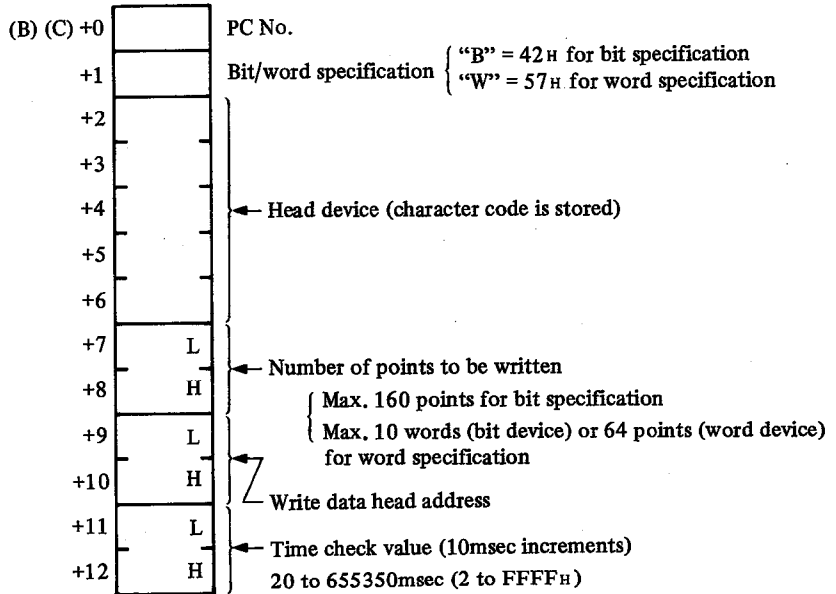 (B) (C) +0 PC No.
+1 Bit/word specification { "B" = 42H for bit specification
"W" = 57H for word specification
+2
+3
+4 Head device (character code is stored)
+5
+6
+7 L
Number of points to be written
+8 H
Max. 160 points for bit specification
+9 L
Max. 10 words (bit device) or 64 points (word device)
for word specification
+10 H
Write data head address
+11 L
Time check value (10msec increments)
+12 H
20 to 655350msec (2 to FFFFH)